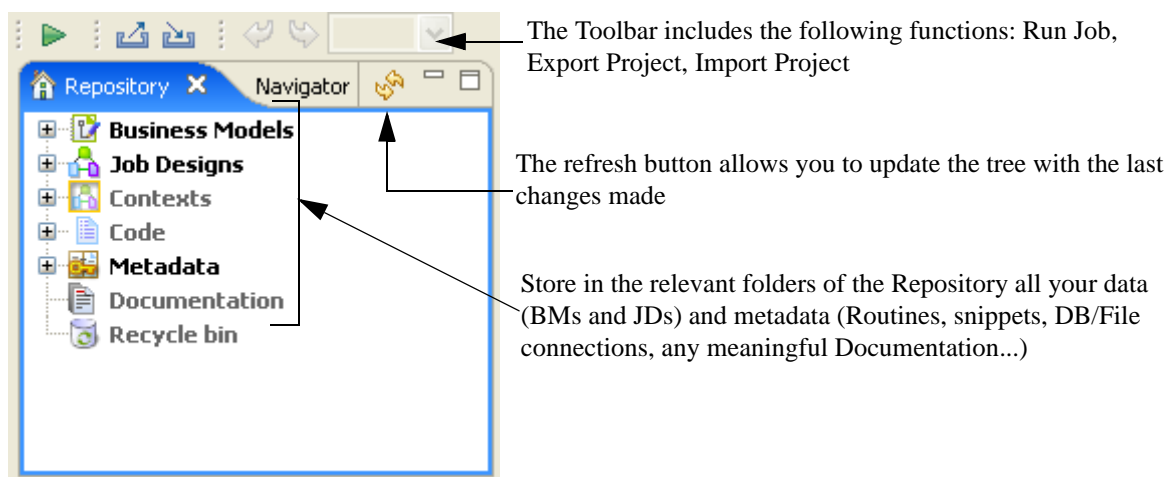 The Toolbar includes the following functions: Run Job,
Export Project, Import Project
Repository Navigator
Business Models
Job Designs
Contexts
Code
Metadata
Documentation
Recycle bin
The refresh button allows you to update the tree with the last
changes made
Store in the relevant folders of the Repository all your data
(BMs and JDs) and metadata (Routines, snippets, DB/File
connections, any meaningful Documentation...)